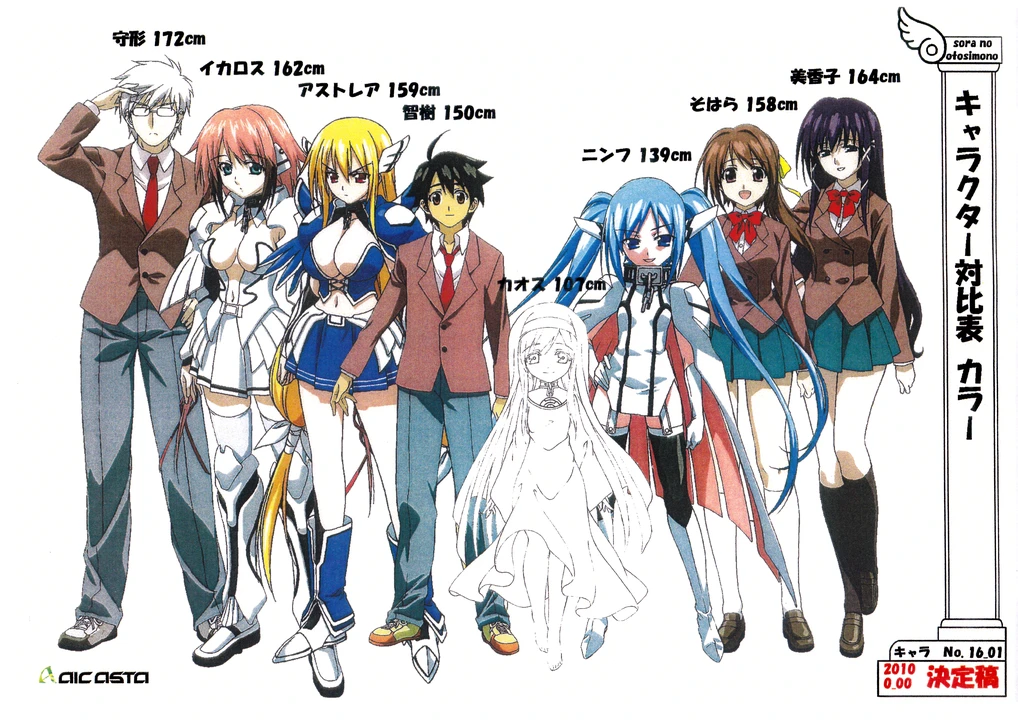 守形 172cm
イカロス 162cm
アストレア 159cm
智樹 150cm
カオス 107cm
ニンフ 139cm
そはら 158cm
美香子 164cm
sora no
otosimono
キャラクター対比表 カラー
キャラ No. 16_01
2010
0_00
決定稿
AIC ASTA